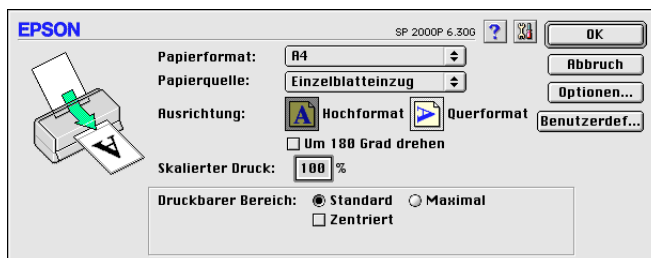 EPSON
SP 2000P 6.30G
OK
Papierformat: A4
Abbruch
Papierquelle: Einzelblatteinzug
Optionen...
Ausrichtung: A Hochformat A Querformat
Benutzerdef...
Um 180 Grad drehen
Skalierter Druck: 100 %
Druckbarer Bereich: Standard Maximal
Zentriert